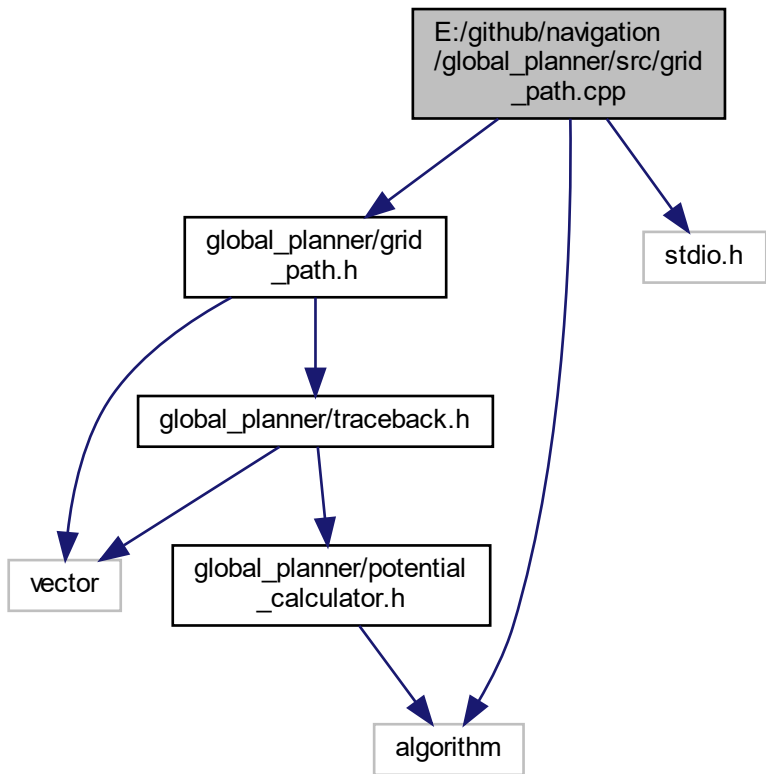 E:/github/navigation
/global_planner/src/grid
_path.cpp
global_planner/grid
_path.h
stdio.h
global_planner/traceback.h
vector
global_planner/potential
_calculator.h
algorithm